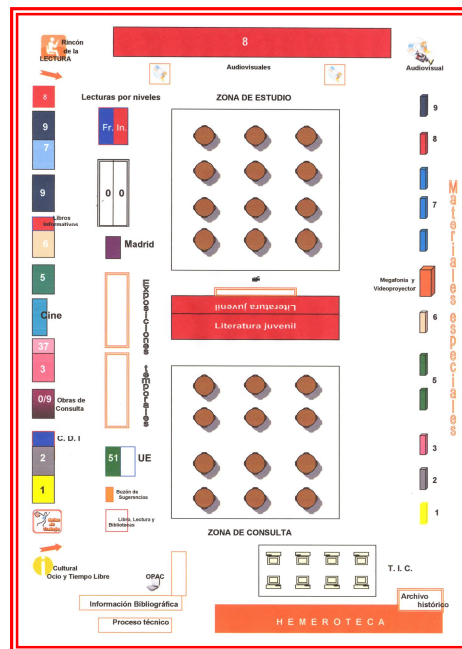 Rincón
de la
LECTURA
8
Audiovisuales
Audiovisual
Lecturas por niveles
ZONA DE ESTUDIO
8
9
7
9
Libros
Informativos
6
5
Cine
37
3
0/9
Obras de
Consulta
C. D. I
2
1
Fr. In.
0 0
Madrid
Exposiciones
temporales
51
UE
Buzón de
Sugerencias
Libro, Lectura y
Bibliotecas
Literatura juvenil
Literatura juvenil
ZONA DE CONSULTA
9
8
7
Megafonía y
Videoproyector
6
5
3
2
1
Materiales especiales
Cultural
Ocio y Tiempo Libre
OPAC
Información Bibliográfica
Proceso técnico
T. I. C.
Archivo
histórico
HEMEROTECA